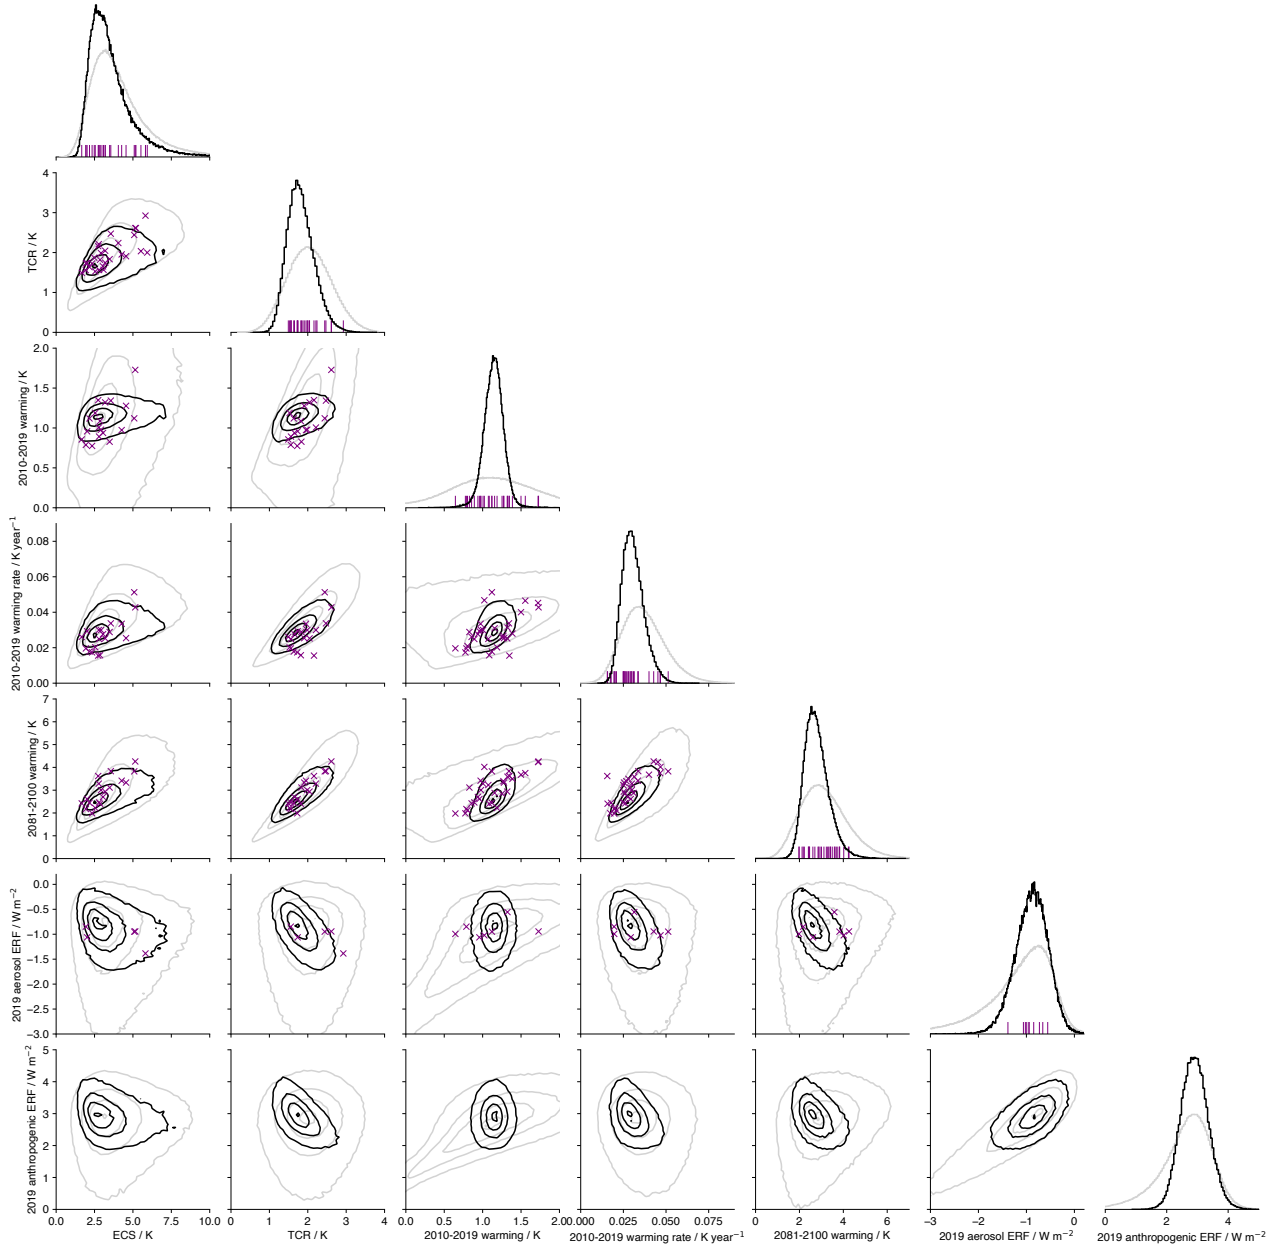 4
3
2
1
0
TCR / K
2.0
1.5
1.0
0.5
0.0
2010-2019 warming / K
0.08
0.06
0.04
0.02
0.00
2010-2019 warming rate / K year⁻¹
7
6
5
4
3
2
1
0
2081-2100 warming / K
0.0
−0.5
−1.0
−1.5
−2.0
−2.5
−3.0
2019 aerosol ERF / W m⁻²
5
4
3
2
1
0
2019 anthropogenic ERF / W m⁻²
0.0 2.5 5.0 7.5 10.0
ECS / K
0 1 2 3 4
TCR / K
0.0 0.5 1.0 1.5 2.0
2010-2019 warming / K
0.000 0.025 0.050 0.075
2010-2019 warming rate / K year⁻¹
0 2 4 6
2081-2100 warming / K
−3 −2 −1 0
2019 aerosol ERF / W m⁻²
0 2 4
2019 anthropogenic ERF / W m⁻²